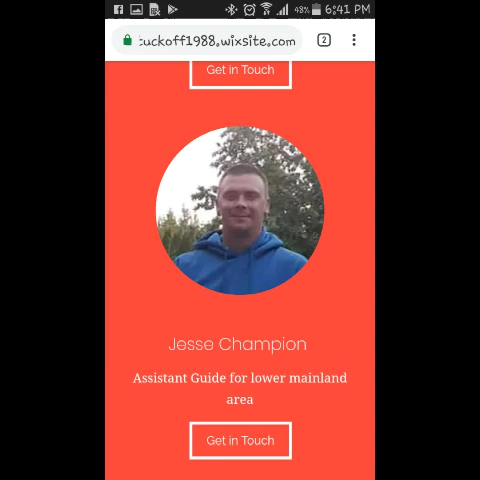 48% 6:41 PM
cuckoff1988.wixsite.com
2
Get in Touch
Jesse Champion
Assistant Guide for lower mainland
area
Get in Touch